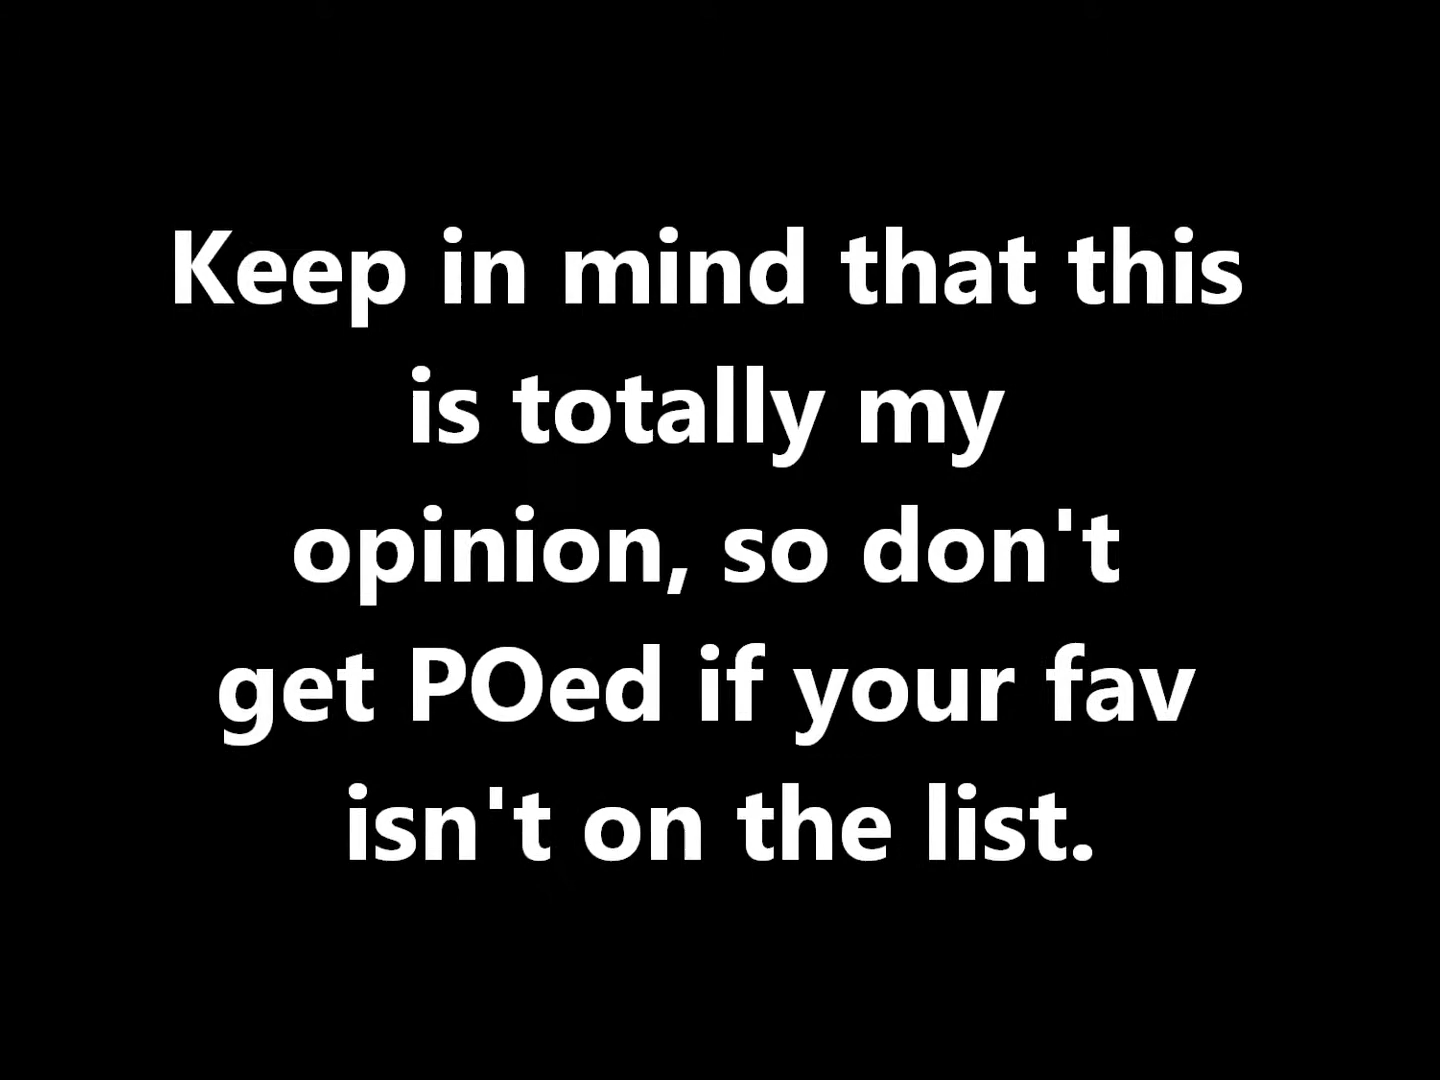 Keep in mind that this
is totally my
opinion, so don't
get POed if your fav
isn't on the list.